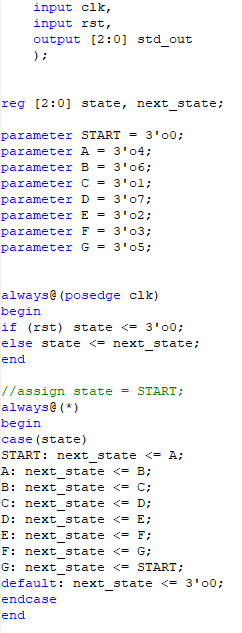 input clk,
input rst,
output [2:0] std_out
);
reg [2:0] state, next_state;
parameter START = 3'o0;
parameter A = 3'o4;
parameter B = 3'o6;
parameter C = 3'o1;
parameter D = 3'o7;
parameter E = 3'o2;
parameter F = 3'o3;
parameter G = 3'o5;
always@(posedge clk)
begin
if (rst) state <= 3'o0;
else state <= next_state;
end
//assign state = START;
always@(*)
begin
case(state)
START: next_state <= A;
A: next_state <= B;
B: next_state <= C;
C: next_state <= D;
D: next_state <= E;
E: next_state <= F;
F: next_state <= G;
G: next_state <= START;
default: next_state <= 3'o0;
endcase
end